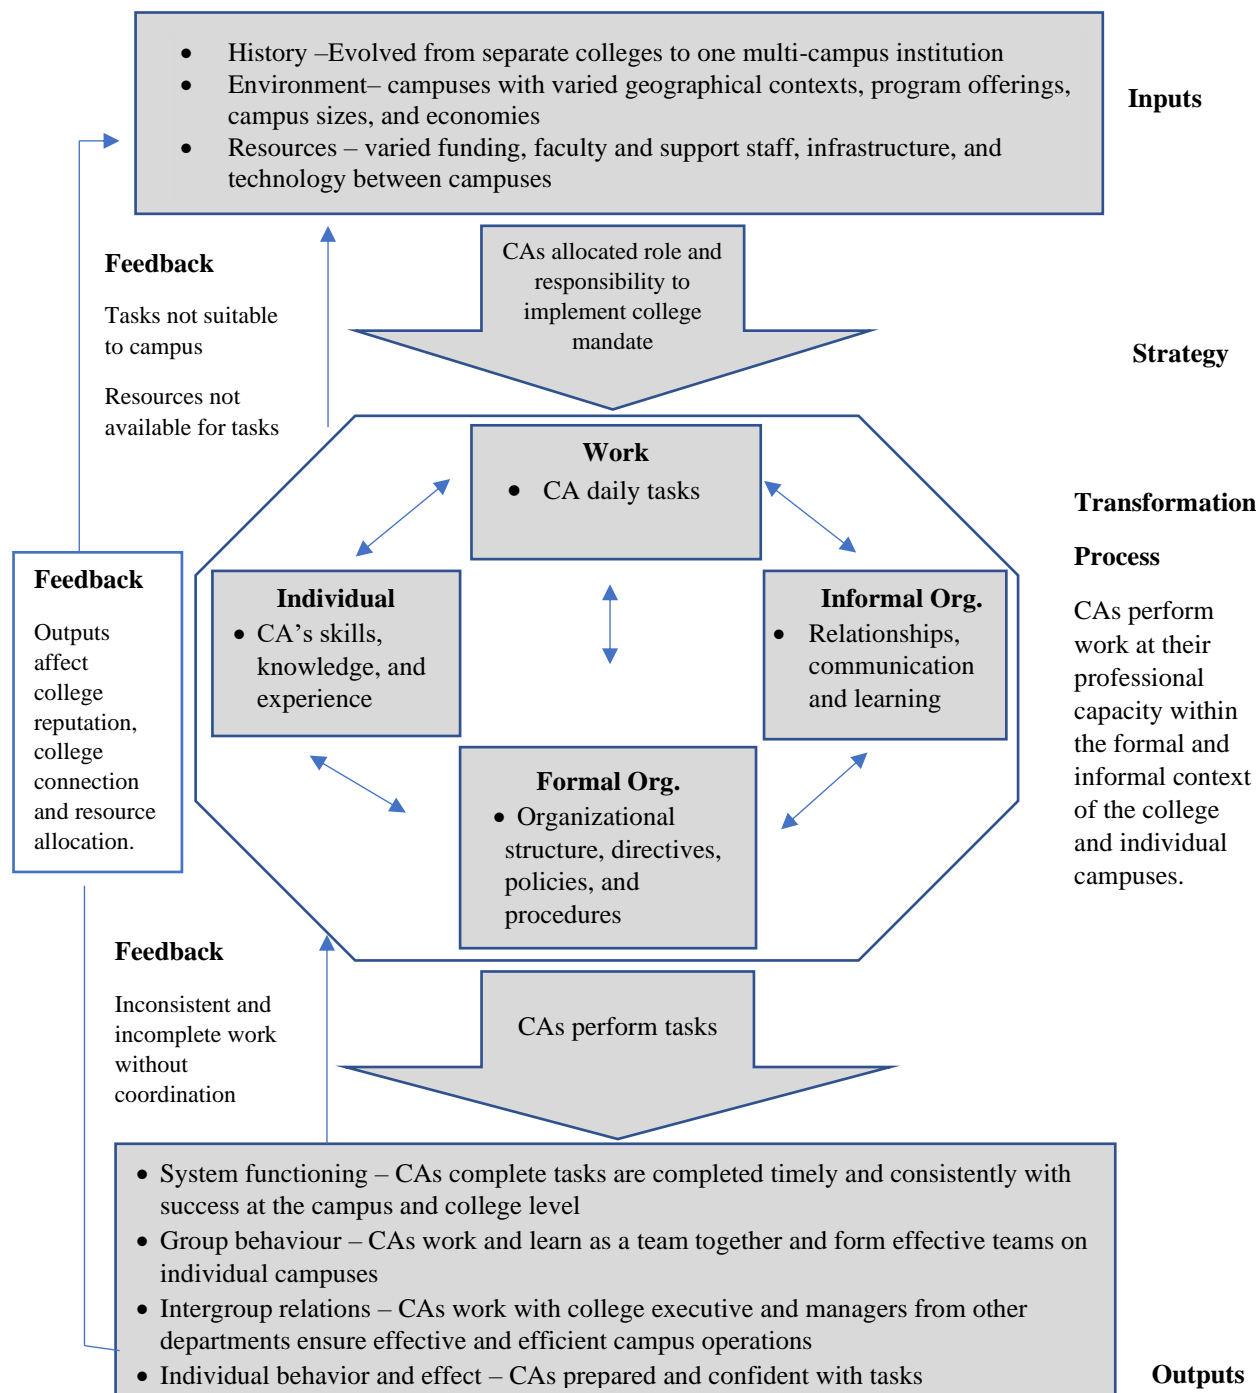 • History –Evolved from separate colleges to one multi-campus institution
• Environment– campuses with varied geographical contexts, program offerings,
campus sizes, and economies
• Resources – varied funding, faculty and support staff, infrastructure, and
technology between campuses
Inputs
CAs allocated role and
responsibility to
implement college
mandate
Feedback
Tasks not suitable
to campus
Resources not
available for tasks
Strategy
Work
• CA daily tasks
Transformation
Process
CAs perform
work at their
professional
capacity within
the formal and
informal context
of the college
and individual
campuses.
Feedback
Outputs
affect
college
reputation,
college
connection
and resource
allocation.
Individual
• CA’s skills,
knowledge, and
experience
Informal Org.
• Relationships,
communication
and learning
Formal Org.
• Organizational
structure, directives,
policies, and
procedures
Feedback
Inconsistent and
incomplete work
without
coordination
CAs perform tasks
• System functioning – CAs complete tasks are completed timely and consistently with
success at the campus and college level
• Group behaviour – CAs work and learn as a team together and form effective teams on
individual campuses
• Intergroup relations – CAs work with college executive and managers from other
departments ensure effective and efficient campus operations
• Individual behavior and effect – CAs prepared and confident with tasks
Outputs